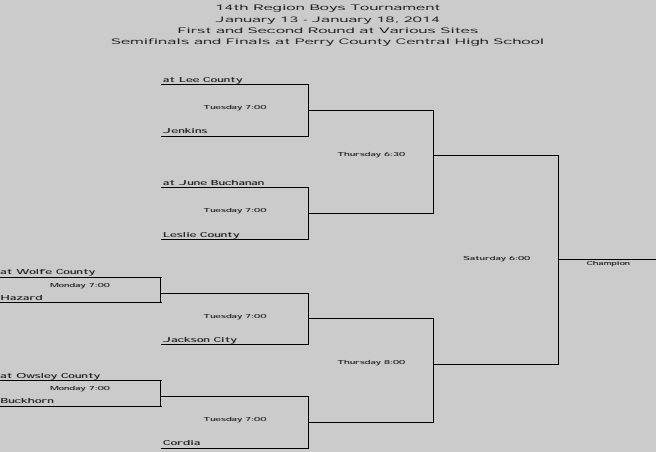 14th Region Boys Tournament
January 13 - January 18, 2014
First and Second Round at Various Sites
Semifinals and Finals at Perry County Central High School
at Lee County
Tuesday 7:00
Jenkins
Thursday 6:30
at June Buchanan
Tuesday 7:00
Leslie County
Saturday 6:00
Champion
at Wolfe County
Monday 7:00
Hazard
Tuesday 7:00
Jackson City
Thursday 8:00
at Owsley County
Monday 7:00
Buckhorn
Tuesday 7:00
Cordia